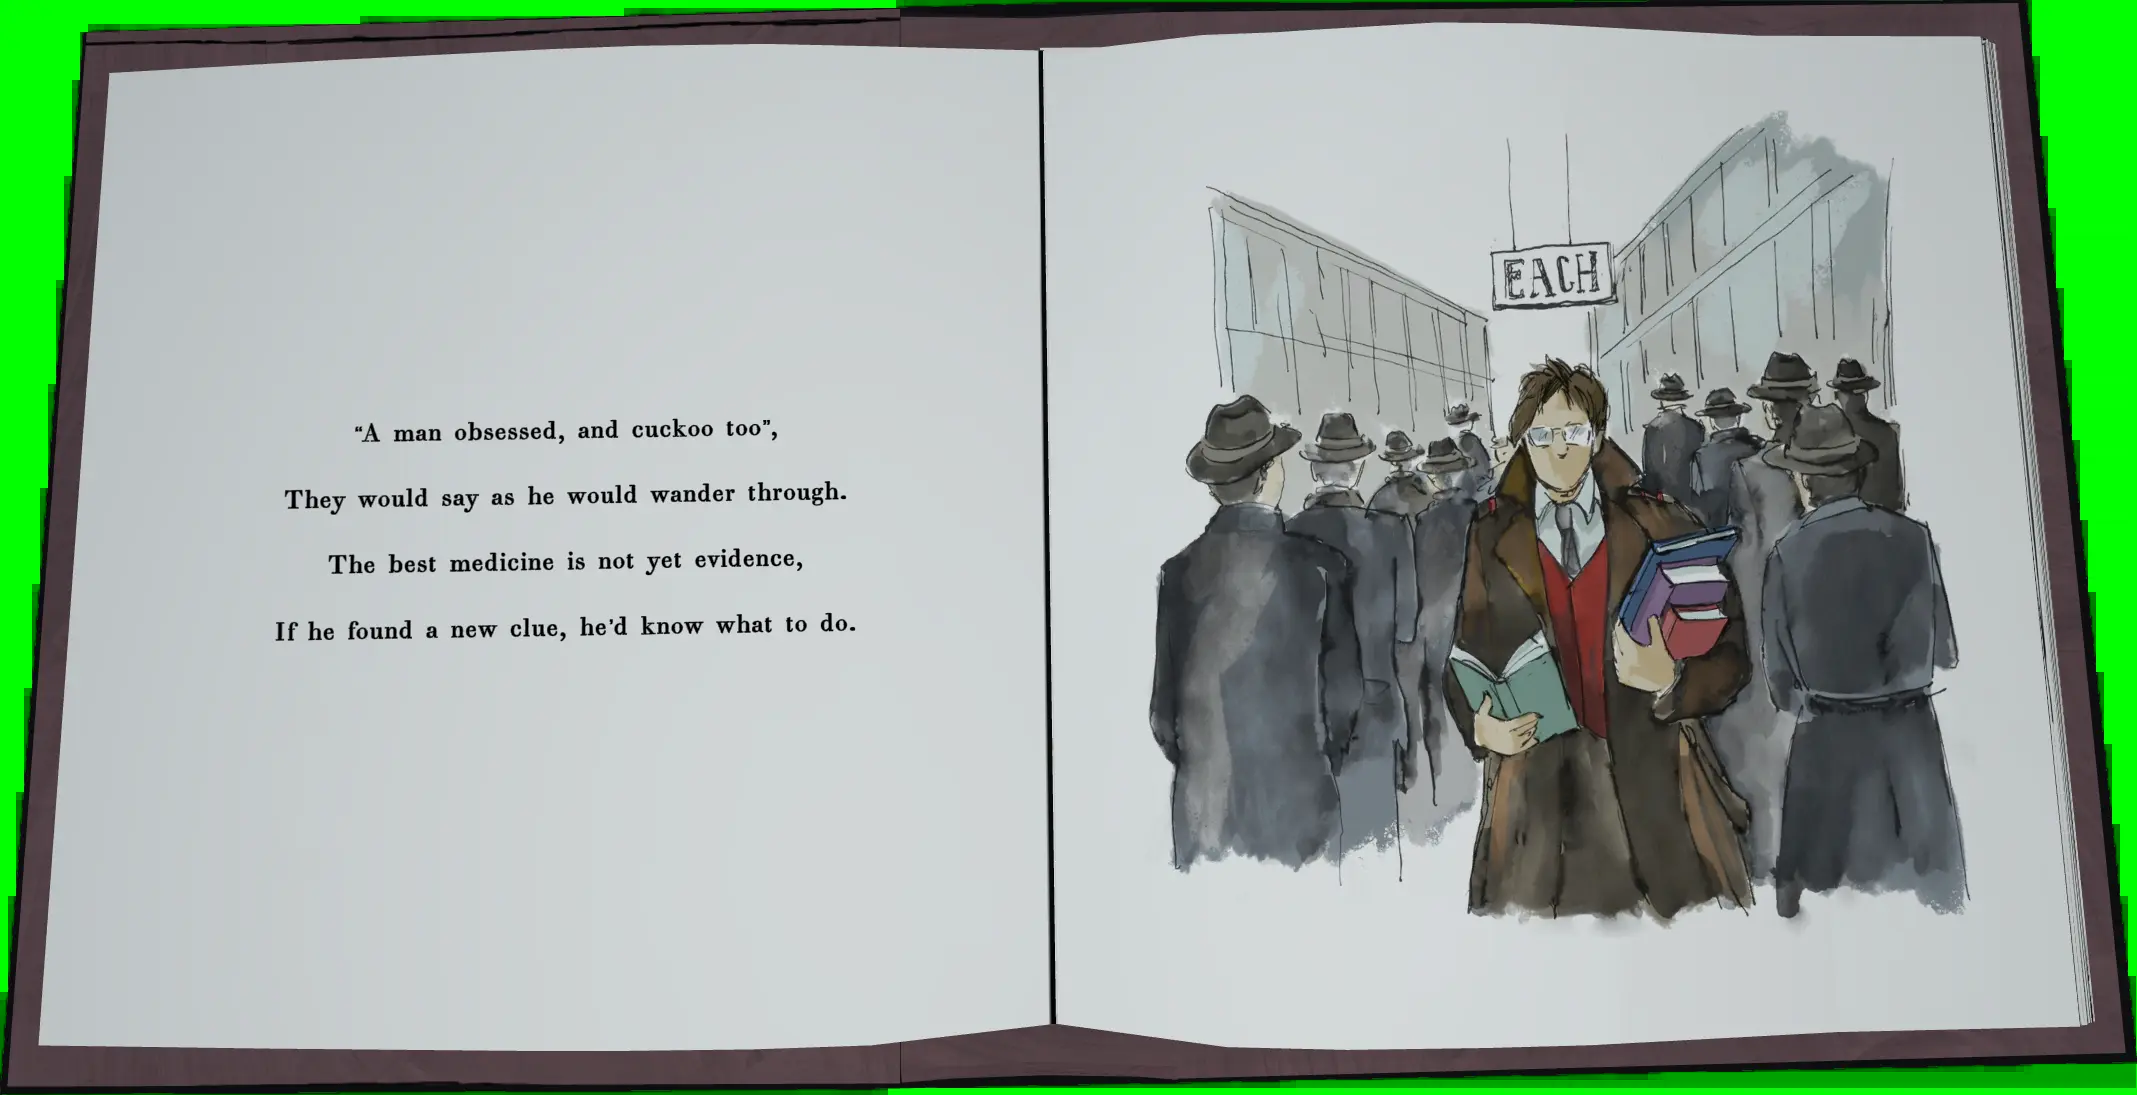 “A man obsessed, and cuckoo too”,
They would say as he would wander through.
The best medicine is not yet evidence,
If he found a new clue, he’d know what to do.
EACH